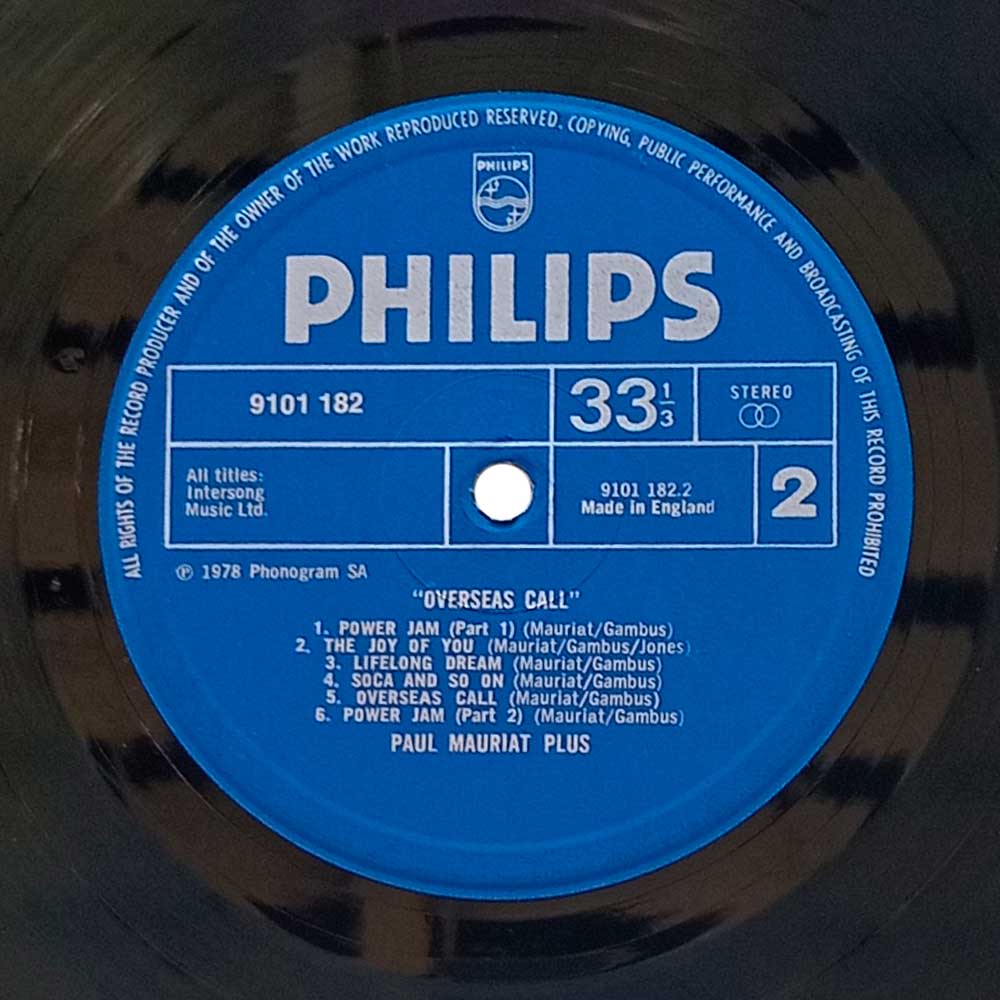 ALL RIGHTS OF THE RECORD PRODUCER AND OF THE OWNER OF THE WORK REPRODUCED RESERVED. COPYING, PUBLIC PERFORMANCE AND BROADCASTING OF THIS RECORD PROHIBITED
PHILIPS
PHILIPS
9101 182
33 1/3
STEREO
All titles:
Intersong
Music Ltd.
9101 182.2
Made in England
2
℗ 1978 Phonogram SA
"OVERSEAS CALL"
1. POWER JAM (Part 1) (Mauriat/Gambus)
2. THE JOY OF YOU (Mauriat/Gambus/Jones)
3. LIFELONG DREAM (Mauriat/Gambus)
4. SOCA AND SO ON (Mauriat/Gambus)
5. OVERSEAS CALL (Mauriat/Gambus)
6. POWER JAM (Part 2) (Mauriat/Gambus)
PAUL MAURIAT PLUS